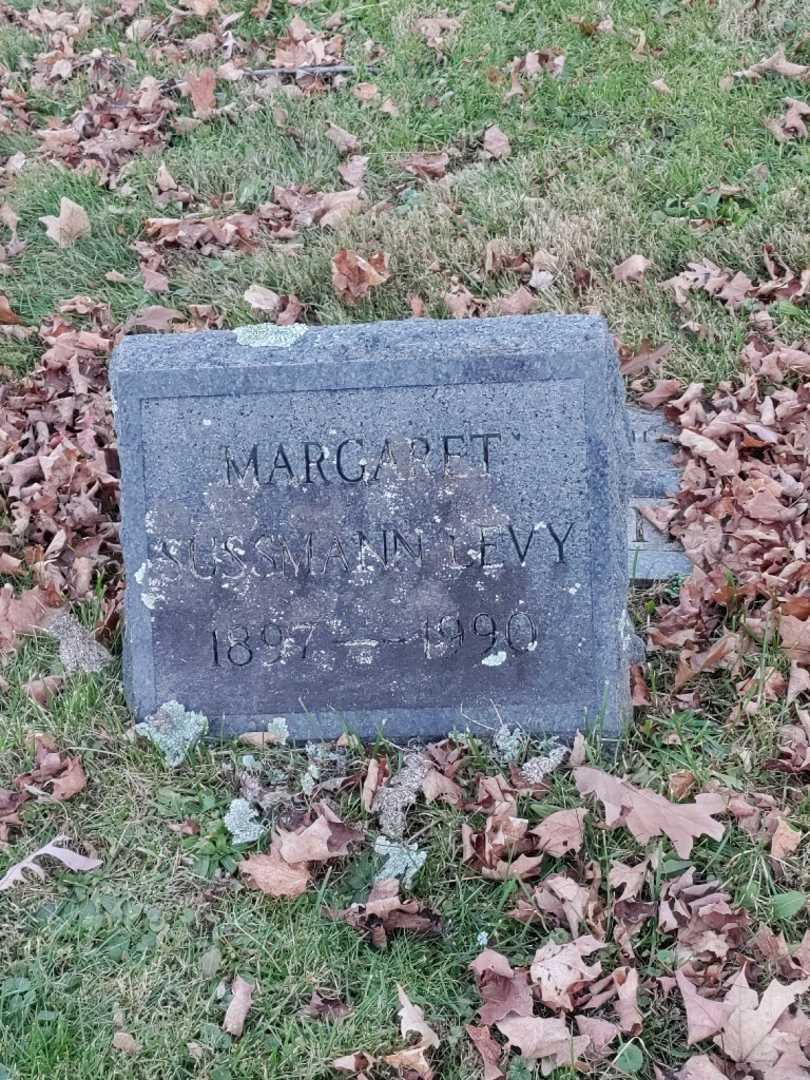 MARGARET
SUSSMANN LEVY
1897 — 1990